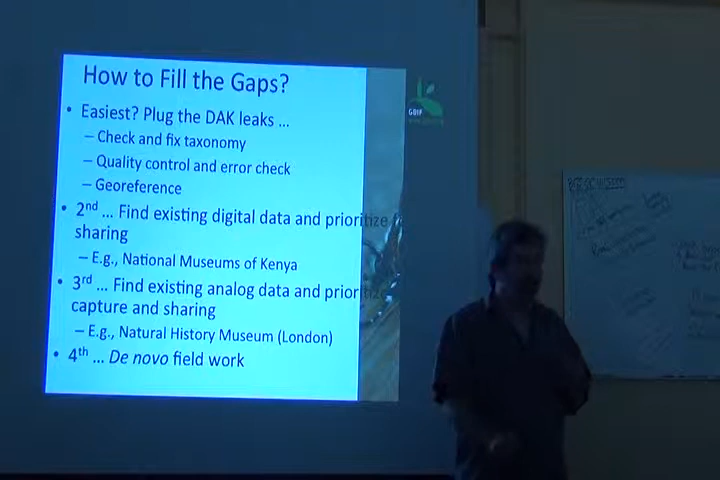 How to Fill the Gaps?
• Easiest? Plug the DAK leaks ...
– Check and fix taxonomy
– Quality control and error check
– Georeference
• 2nd ... Find existing digital data and prioritize
sharing
– E.g., National Museums of Kenya
• 3rd ... Find existing analog data and prioritize
capture and sharing
– E.g., Natural History Museum (London)
• 4th ... De novo field work
GBIF